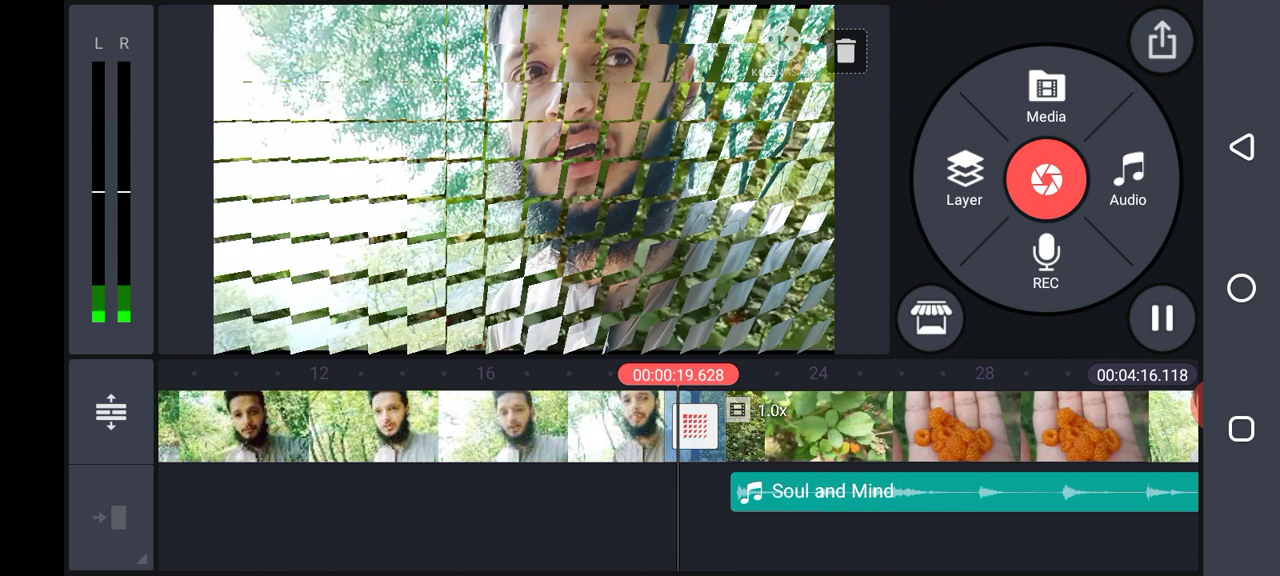 L R
KINEMASTER
Media
Layer
Audio
REC
12
16
00:00:19.628
24
28
00:04:16.118
1.0x
Soul and Mind